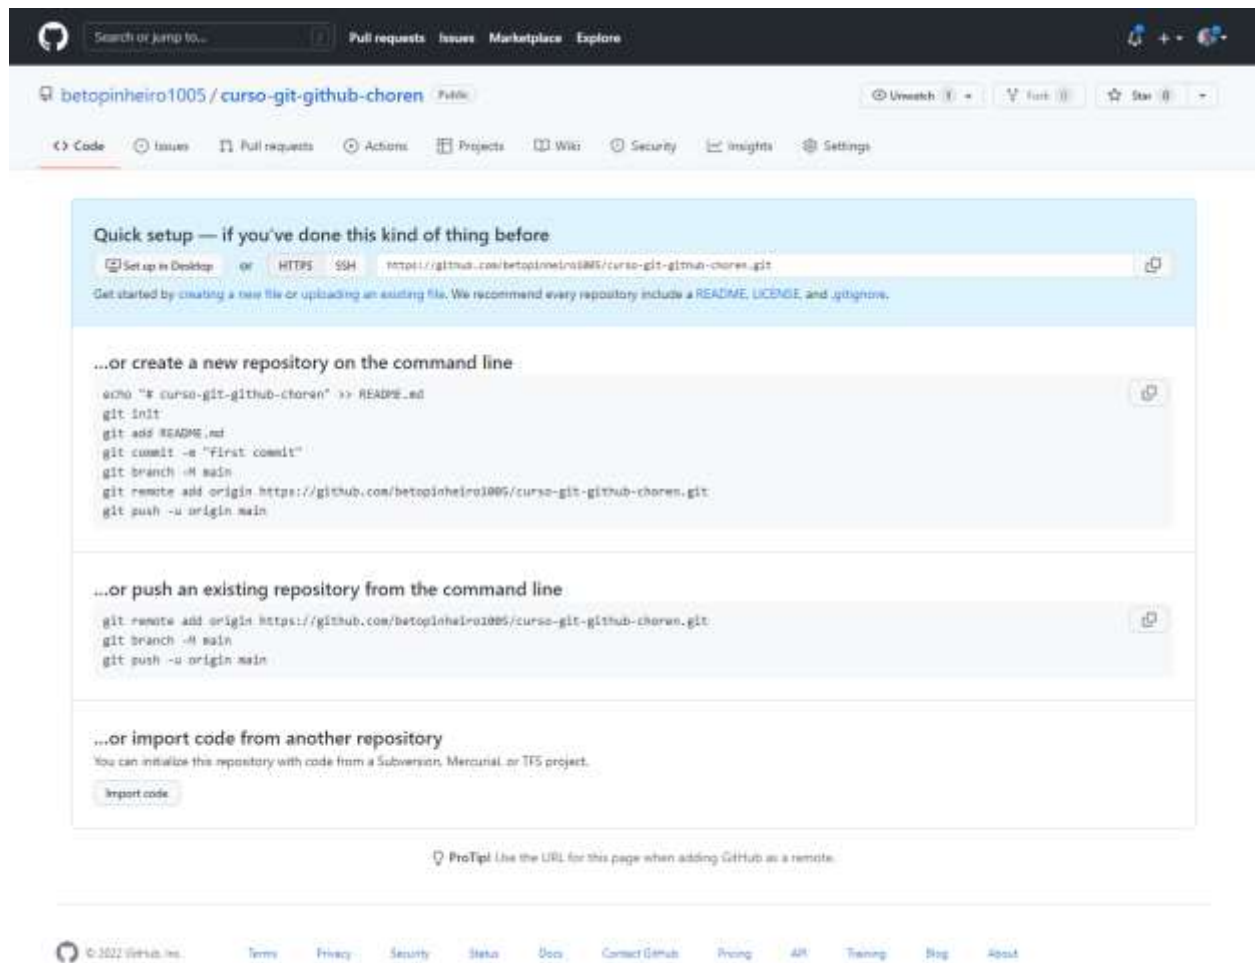 Search or jump to... /
Pull requests Issues Marketplace Explore
betopinheiro1005 / curso-git-github-choren Public
Unwatch 1 Fork 0 Star 0
<> Code Issues Pull requests Actions Projects Wiki Security Insights Settings
Quick setup — if you've done this kind of thing before
Set up in Desktop or HTTPS SSH https://github.com/betopinheiro1005/curso-git-github-choren.git
Get started by creating a new file or uploading an existing file. We recommend every repository include a README, LICENSE, and .gitignore.
...or create a new repository on the command line
echo "# curso-git-github-choren" >> README.md
git init
git add README.md
git commit -m "first commit"
git branch -M main
git remote add origin https://github.com/betopinheiro1005/curso-git-github-choren.git
git push -u origin main
...or push an existing repository from the command line
git remote add origin https://github.com/betopinheiro1005/curso-git-github-choren.git
git branch -M main
git push -u origin main
...or import code from another repository
You can initialize this repository with code from a Subversion, Mercurial, or TFS project.
Import code
ProTip! Use the URL for this page when adding GitHub as a remote.
© 2022 GitHub, Inc. Terms Privacy Security Status Docs Contact GitHub Pricing API Training Blog About